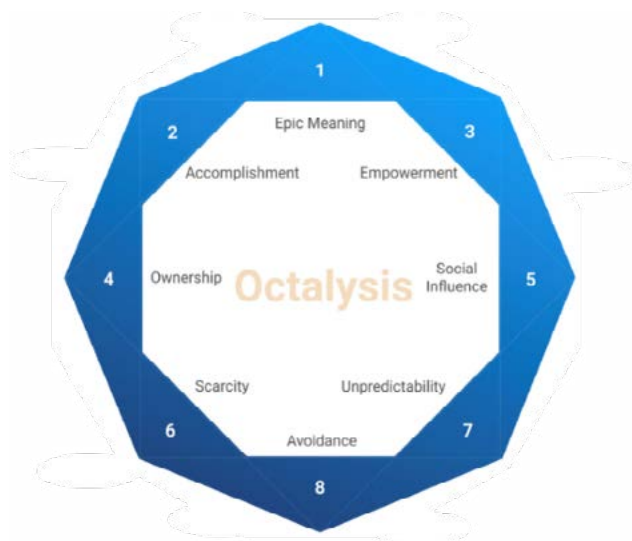 1
Epic Meaning
2
3
Accomplishment
Empowerment
4
Ownership
Octalysis
Social
Influence
5
Scarcity
Unpredictability
6
7
Avoidance
8